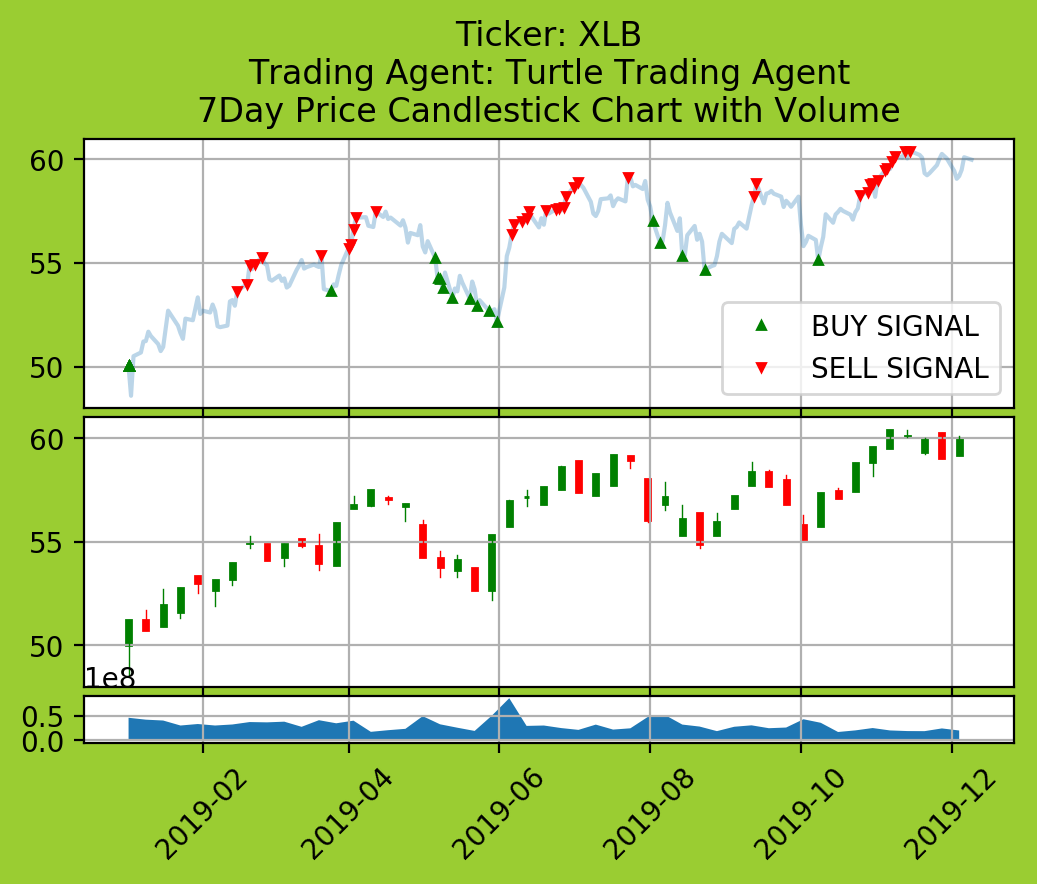 Ticker: XLB
Trading Agent: Turtle Trading Agent
7Day Price Candlestick Chart with Volume
60
55
50
BUY SIGNAL
SELL SIGNAL
60
55
50
1e8
0.5
0.0
2019-02
2019-04
2019-06
2019-08
2019-10
2019-12